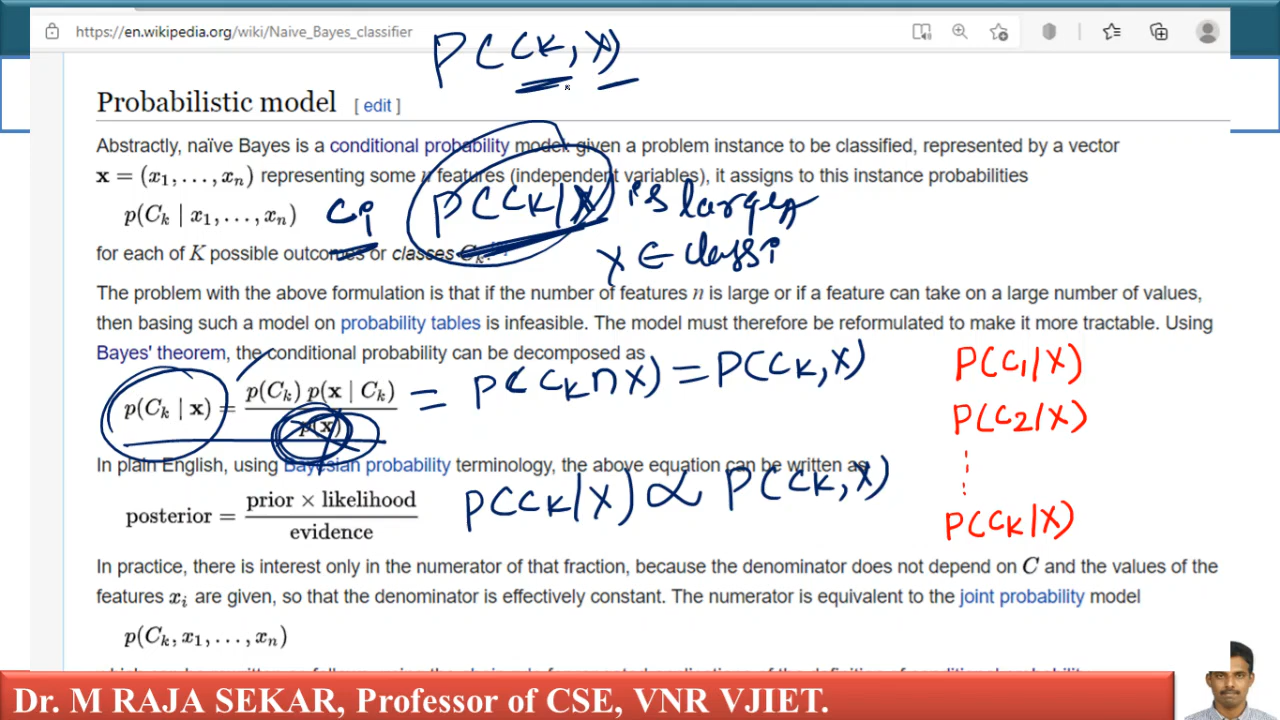 https://en.wikipedia.org/wiki/Naive_Bayes_classifier
P(CK, X)
Probabilistic model [ edit ]
Abstractly, naïve Bayes is a conditional probability model: given a problem instance to be classified, represented by a vector
x = (x₁, . . . , xₙ) representing some n features (independent variables), it assigns to this instance probabilities
p(Cₖ | x₁, . . . , xₙ) Ci P(CK/X) is larger
for each of K possible outcomes or classes Cₖ. X ∈ classi
The problem with the above formulation is that if the number of features n is large or if a feature can take on a large number of values,
then basing such a model on probability tables is infeasible. The model must therefore be reformulated to make it more tractable. Using
Bayes' theorem, the conditional probability can be decomposed as
P(C1/X)
p(Cₖ | x) = p(Cₖ) p(x | Cₖ) / p(x) = P(CK∩X) = P(CK, X)
P(C2/X)
In plain English, using Bayesian probability terminology, the above equation can be written as
posterior = prior × likelihood / evidence P(CK/X) ∝ P(CK, X)
P(CK/X)
In practice, there is interest only in the numerator of that fraction, because the denominator does not depend on C and the values of the
features xᵢ are given, so that the denominator is effectively constant. The numerator is equivalent to the joint probability model
p(Cₖ, x₁, . . . , xₙ)
Dr. M RAJA SEKAR, Professor of CSE, VNR VJIET.